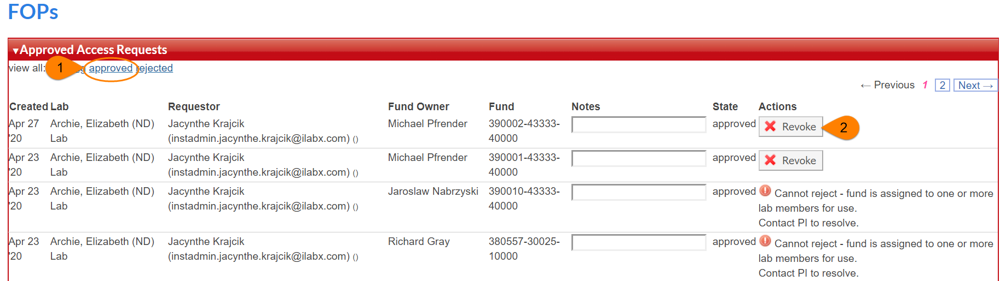 FOPs
▾Approved Access Requests
view all: approved rejected
1
← Previous 1 2 Next →
Created Lab Requestor Fund Owner Fund Notes State Actions
Apr 27 Archie, Elizabeth (ND) Jacynthe Krajcik Michael Pfrender 390002-43333- approved Revoke 2
'20 Lab (instadmin.jacynthe.krajcik@ilabx.com) () 40000
Apr 23 Archie, Elizabeth (ND) Jacynthe Krajcik Michael Pfrender 390001-43333- approved Revoke
'20 Lab (instadmin.jacynthe.krajcik@ilabx.com) () 40000
Apr 23 Archie, Elizabeth (ND) Jacynthe Krajcik Jaroslaw Nabrzyski 390010-43333- approved Cannot reject - fund is assigned to one or more
'20 Lab (instadmin.jacynthe.krajcik@ilabx.com) () 40000 lab members for use.
Contact PI to resolve.
Apr 23 Archie, Elizabeth (ND) Jacynthe Krajcik Richard Gray 380557-30025- approved Cannot reject - fund is assigned to one or more
'20 Lab (instadmin.jacynthe.krajcik@ilabx.com) () 10000 lab members for use.
Contact PI to resolve.